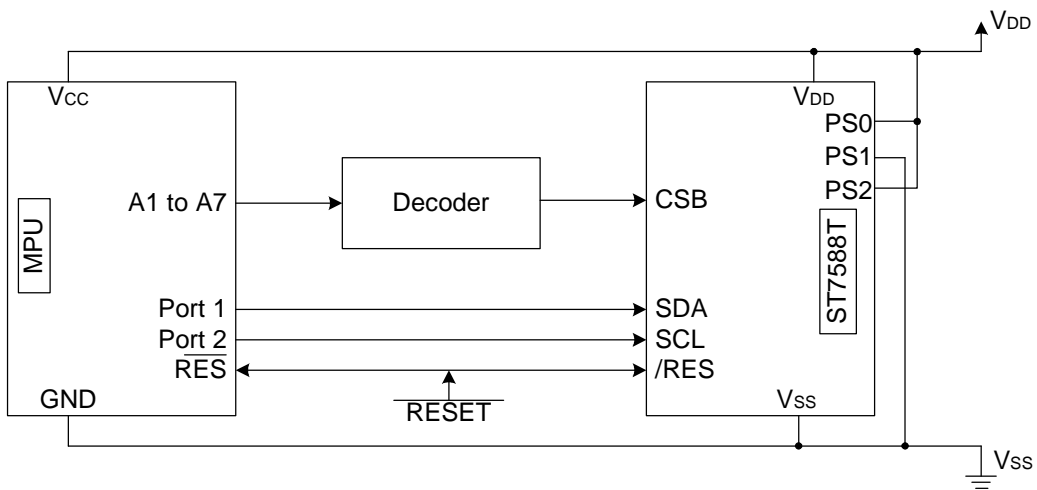 VDD
VCC
VDD
PS0
PS1
A1 to A7
Decoder
CSB
PS2
MPU
ST7588T
Port 1
SDA
Port 2
SCL
RES
/RES
GND
RESET
VSS
VSS